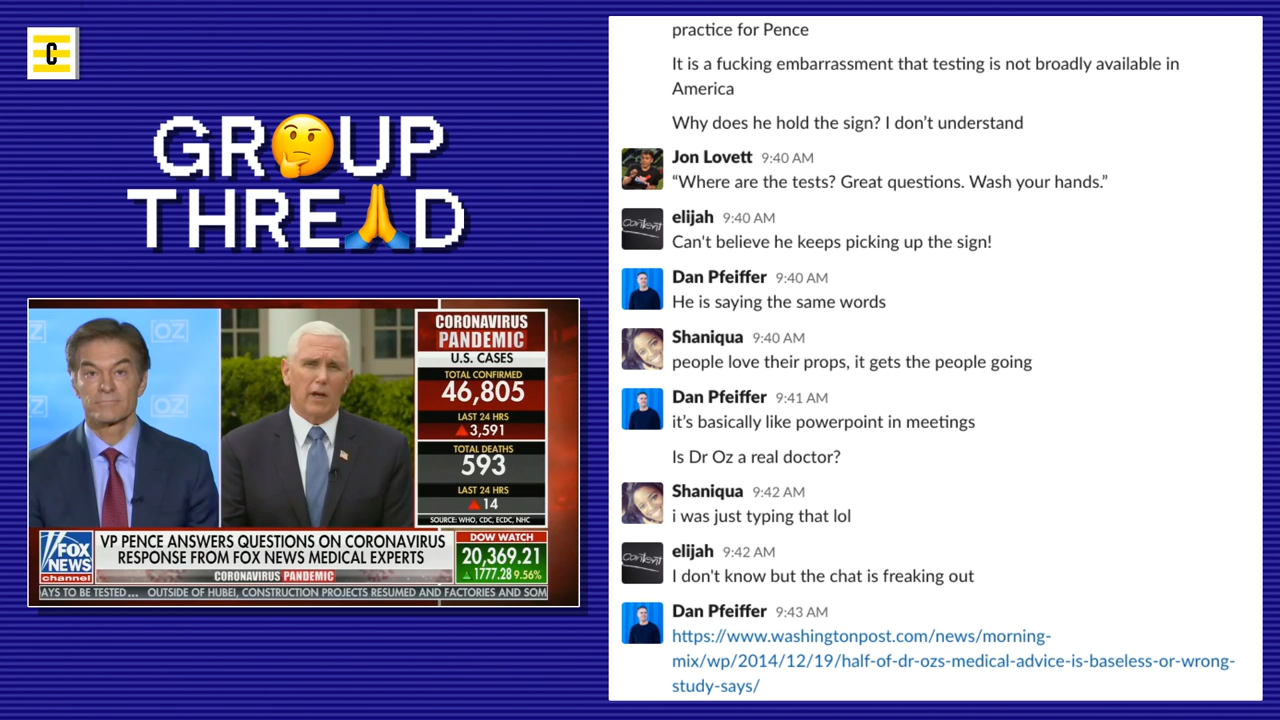 C
GR🤔UP
THRE🙏D
OZ
Z
OZ
CORONAVIRUS
PANDEMIC
U.S. CASES
TOTAL CONFIRMED
46,805
LAST 24 HRS
▲3,591
TOTAL DEATHS
593
LAST 24 HRS
▲14
SOURCE: WHO, CDC, ECDC, NHC
FOX
NEWS
channel
VP PENCE ANSWERS QUESTIONS ON CORONAVIRUS
RESPONSE FROM FOX NEWS MEDICAL EXPERTS
CORONAVIRUS PANDEMIC
DOW WATCH
20,369.21
▲1777.28 9.56%
AYS TO BE TESTED... OUTSIDE OF HUBEI, CONSTRUCTION PROJECTS RESUMED AND FACTORIES AND SOM
practice for Pence
It is a fucking embarrassment that testing is not broadly available in
America
Why does he hold the sign? I don’t understand
Jon Lovett 9:40 AM
“Where are the tests? Great questions. Wash your hands.”
elijah 9:40 AM
Can't believe he keeps picking up the sign!
Dan Pfeiffer 9:40 AM
He is saying the same words
Shaniqua 9:40 AM
people love their props, it gets the people going
Dan Pfeiffer 9:41 AM
it’s basically like powerpoint in meetings
Is Dr Oz a real doctor?
Shaniqua 9:42 AM
i was just typing that lol
elijah 9:42 AM
I don't know but the chat is freaking out
Dan Pfeiffer 9:43 AM
https://www.washingtonpost.com/news/morning-
mix/wp/2014/12/19/half-of-dr-ozs-medical-advice-is-baseless-or-wrong-
study-says/